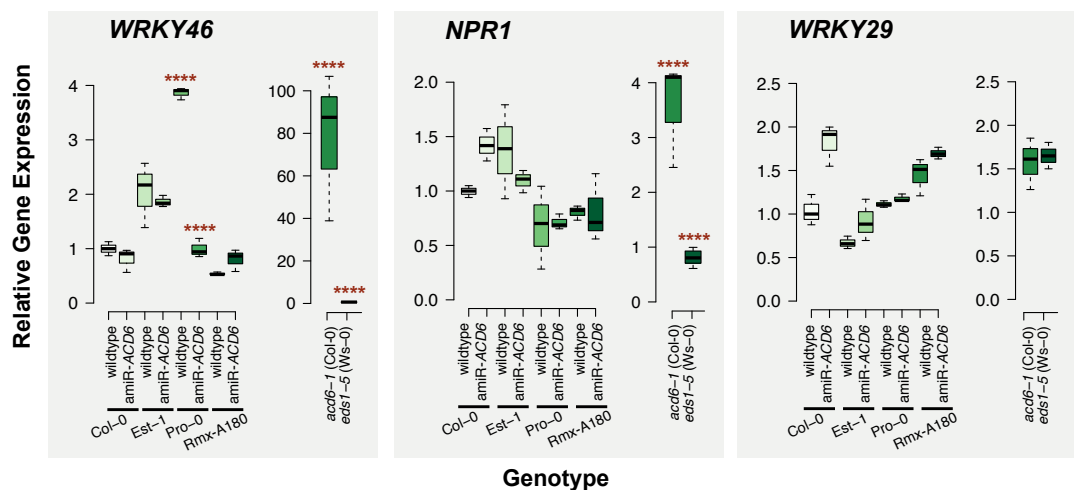 WRKY46
NPR1
WRKY29
Relative Gene Expression
4
3
2
1
0
****
****
100
80
60
40
20
0
****
****
2.0
1.5
1.0
0.5
0.0
4
3
2
1
0
****
****
2.5
2.0
1.5
1.0
0.5
0.0
2.5
2.0
1.5
1.0
0.5
0.0
wildtype
amiR-ACD6
wildtype
amiR-ACD6
wildtype
amiR-ACD6
wildtype
amiR-ACD6
Col–0
Est–1
Pro–0
Rmx-A180
acd6–1 (Col-0)
eds1–5 (Ws–0)
wildtype
amiR-ACD6
wildtype
amiR-ACD6
wildtype
amiR-ACD6
wildtype
amiR-ACD6
Col–0
Est–1
Pro–0
Rmx-A180
acd6–1 (Col-0)
eds1–5 (Ws–0)
wildtype
amiR-ACD6
wildtype
amiR-ACD6
wildtype
amiR-ACD6
wildtype
amiR-ACD6
Col–0
Est–1
Pro–0
Rmx-A180
acd6–1 (Col-0)
eds1–5 (Ws–0)
Genotype